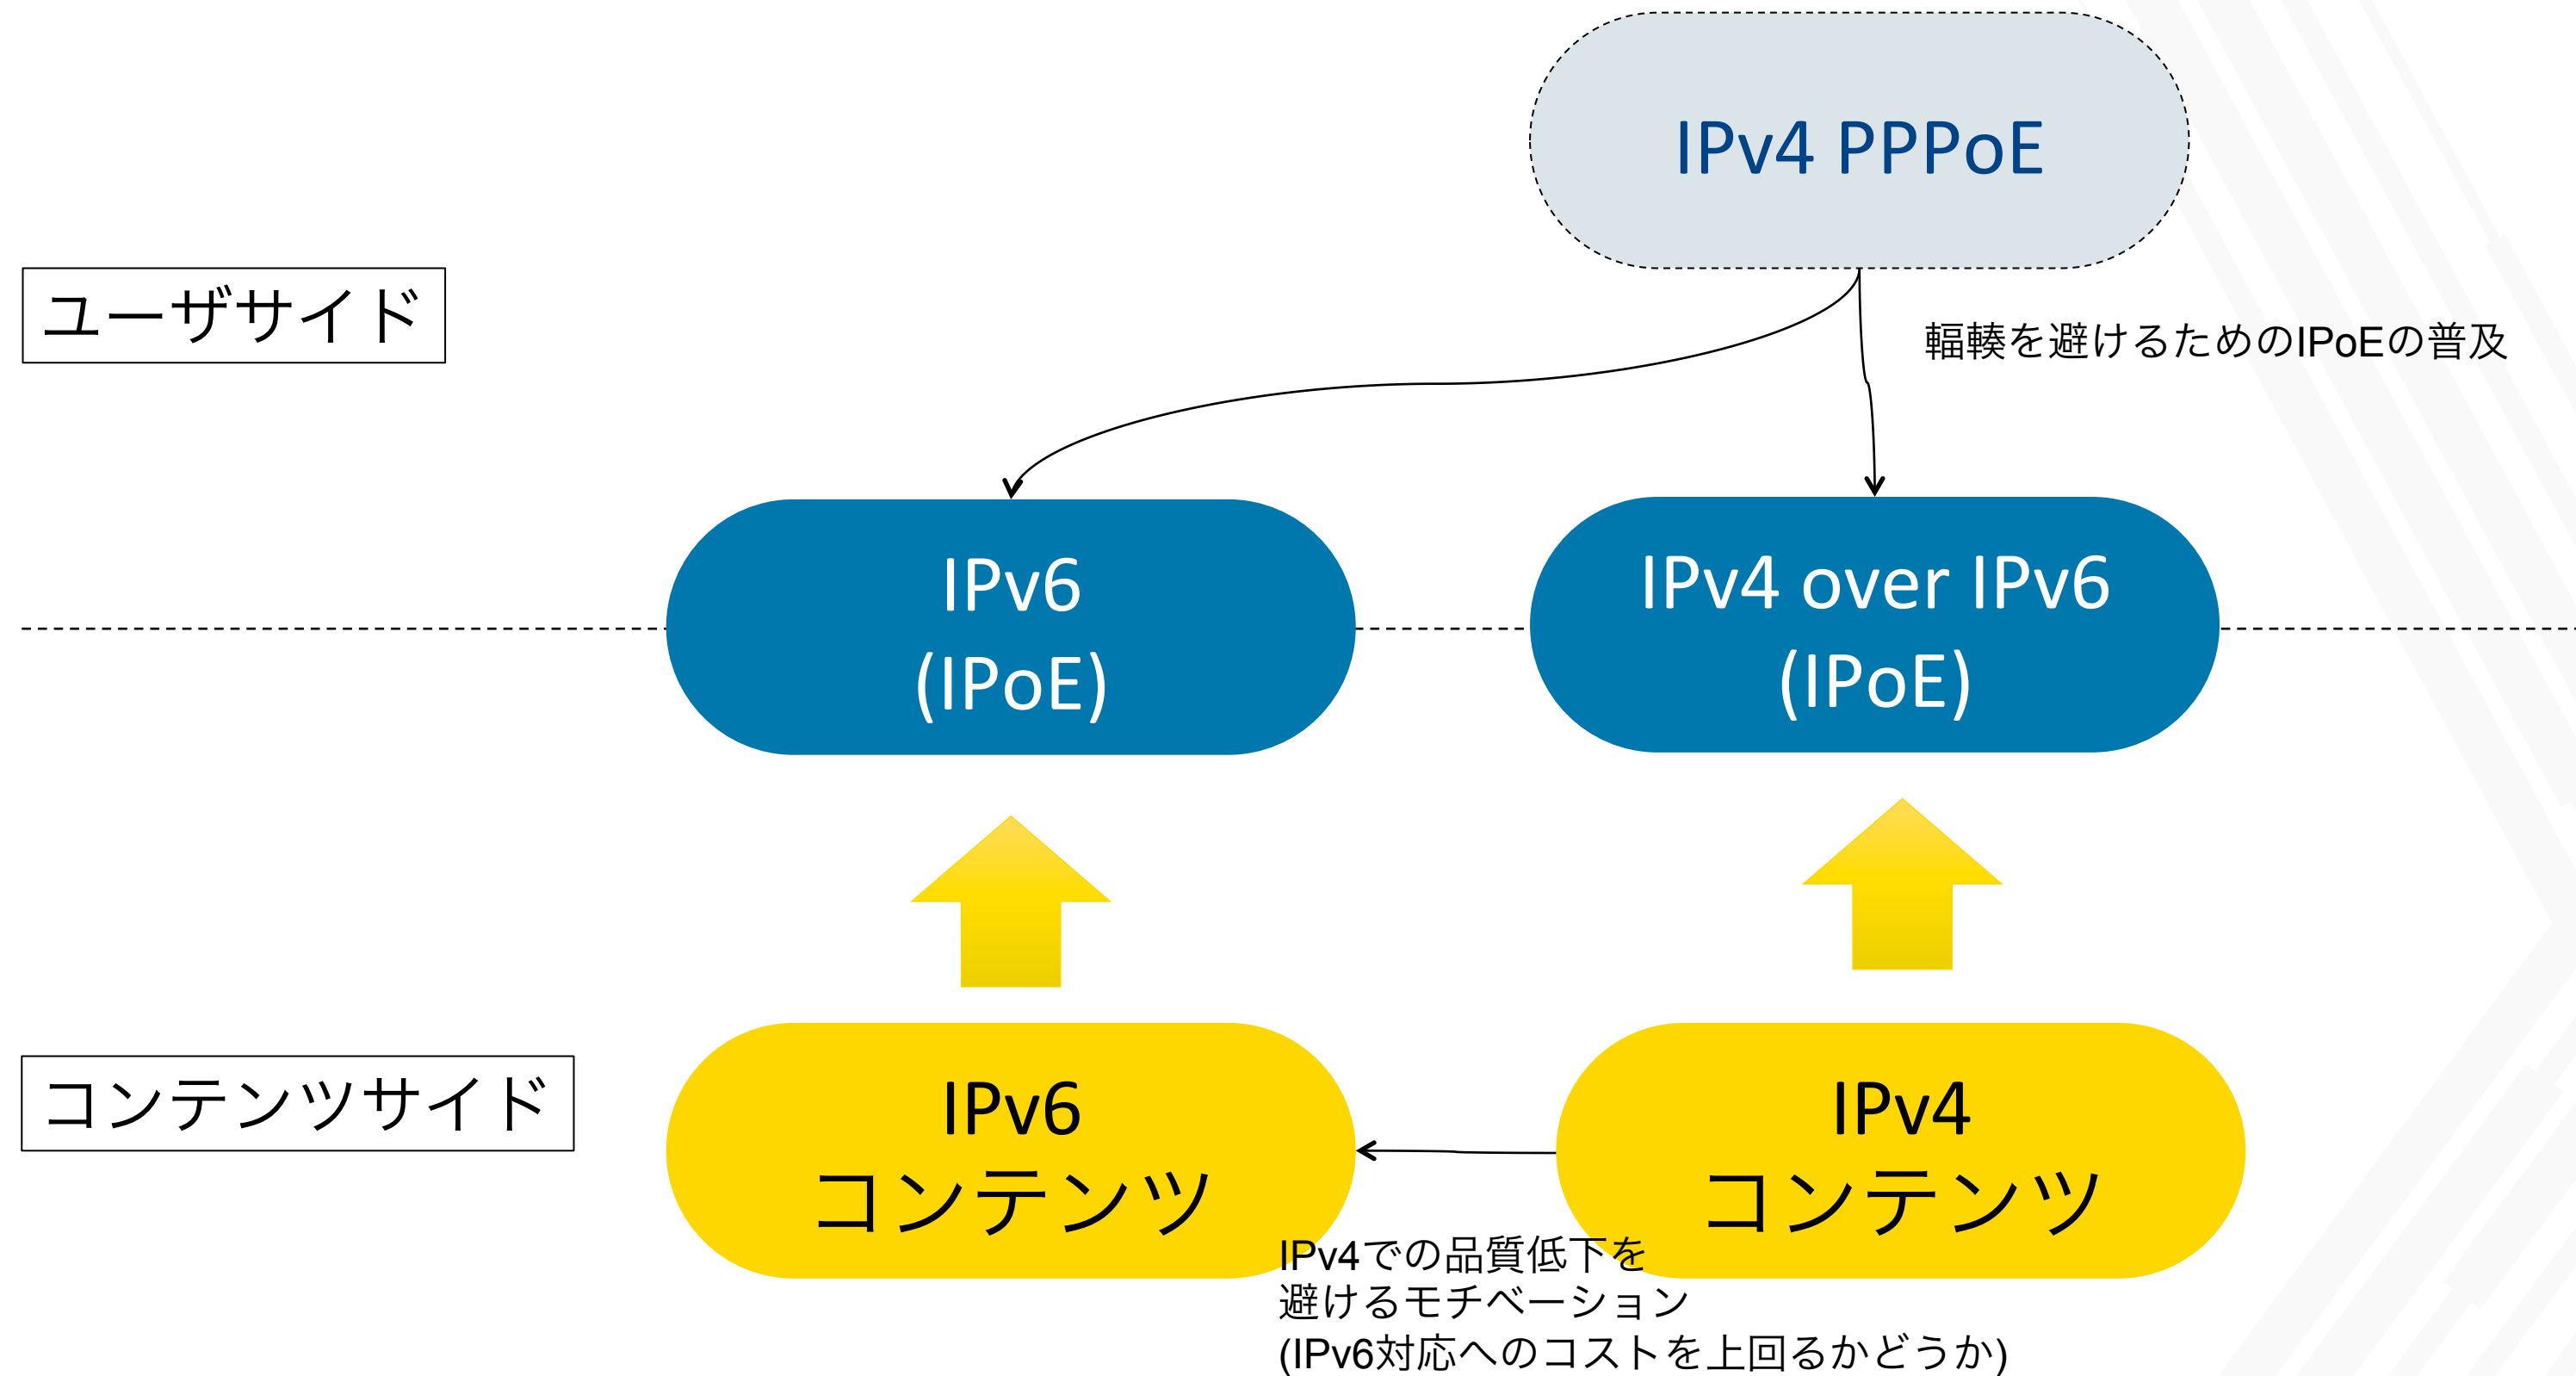 IPv4 PPPoE
ユーザサイド
輻輳を避けるためのIPoEの普及
IPv6
(IPoE)
IPv4 over IPv6
(IPoE)
コンテンツサイド
IPv6
コンテンツ
IPv4
コンテンツ
IPv4での品質低下を
避けるモチベーション
(IPv6対応へのコストを上回るかどうか)